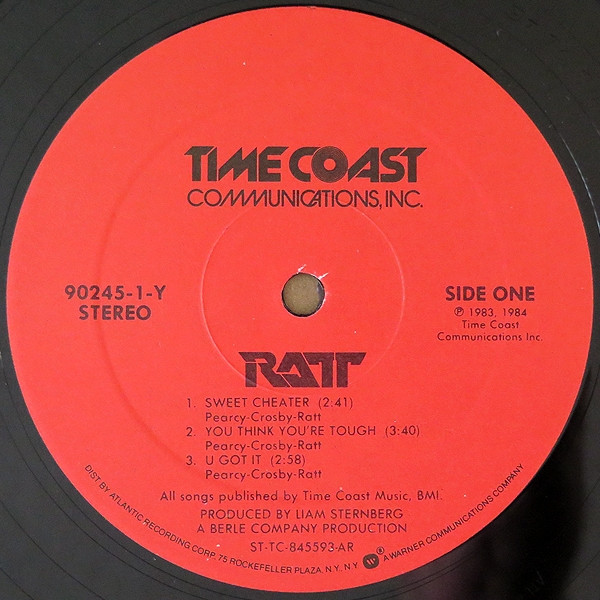 TIME COAST
COMMUNICATIONS, INC.
90245-1-Y
STEREO
SIDE ONE
℗ 1983, 1984
Time Coast
Communications Inc.
RATT
1. SWEET CHEATER (2:41)
Pearcy-Crosby-Ratt
2. YOU THINK YOU'RE TOUGH (3:40)
Pearcy-Crosby-Ratt
3. U GOT IT (2:58)
Pearcy-Crosby-Ratt
All songs published by Time Coast Music, BMI.
PRODUCED BY LIAM STERNBERG
A BERLE COMPANY PRODUCTION
ST-TC-845593-AR
DIST BY ATLANTIC RECORDING CORP. 75 ROCKEFELLER PLAZA. N.Y. N.Y. W ® A WARNER COMMUNICATIONS COMPANY